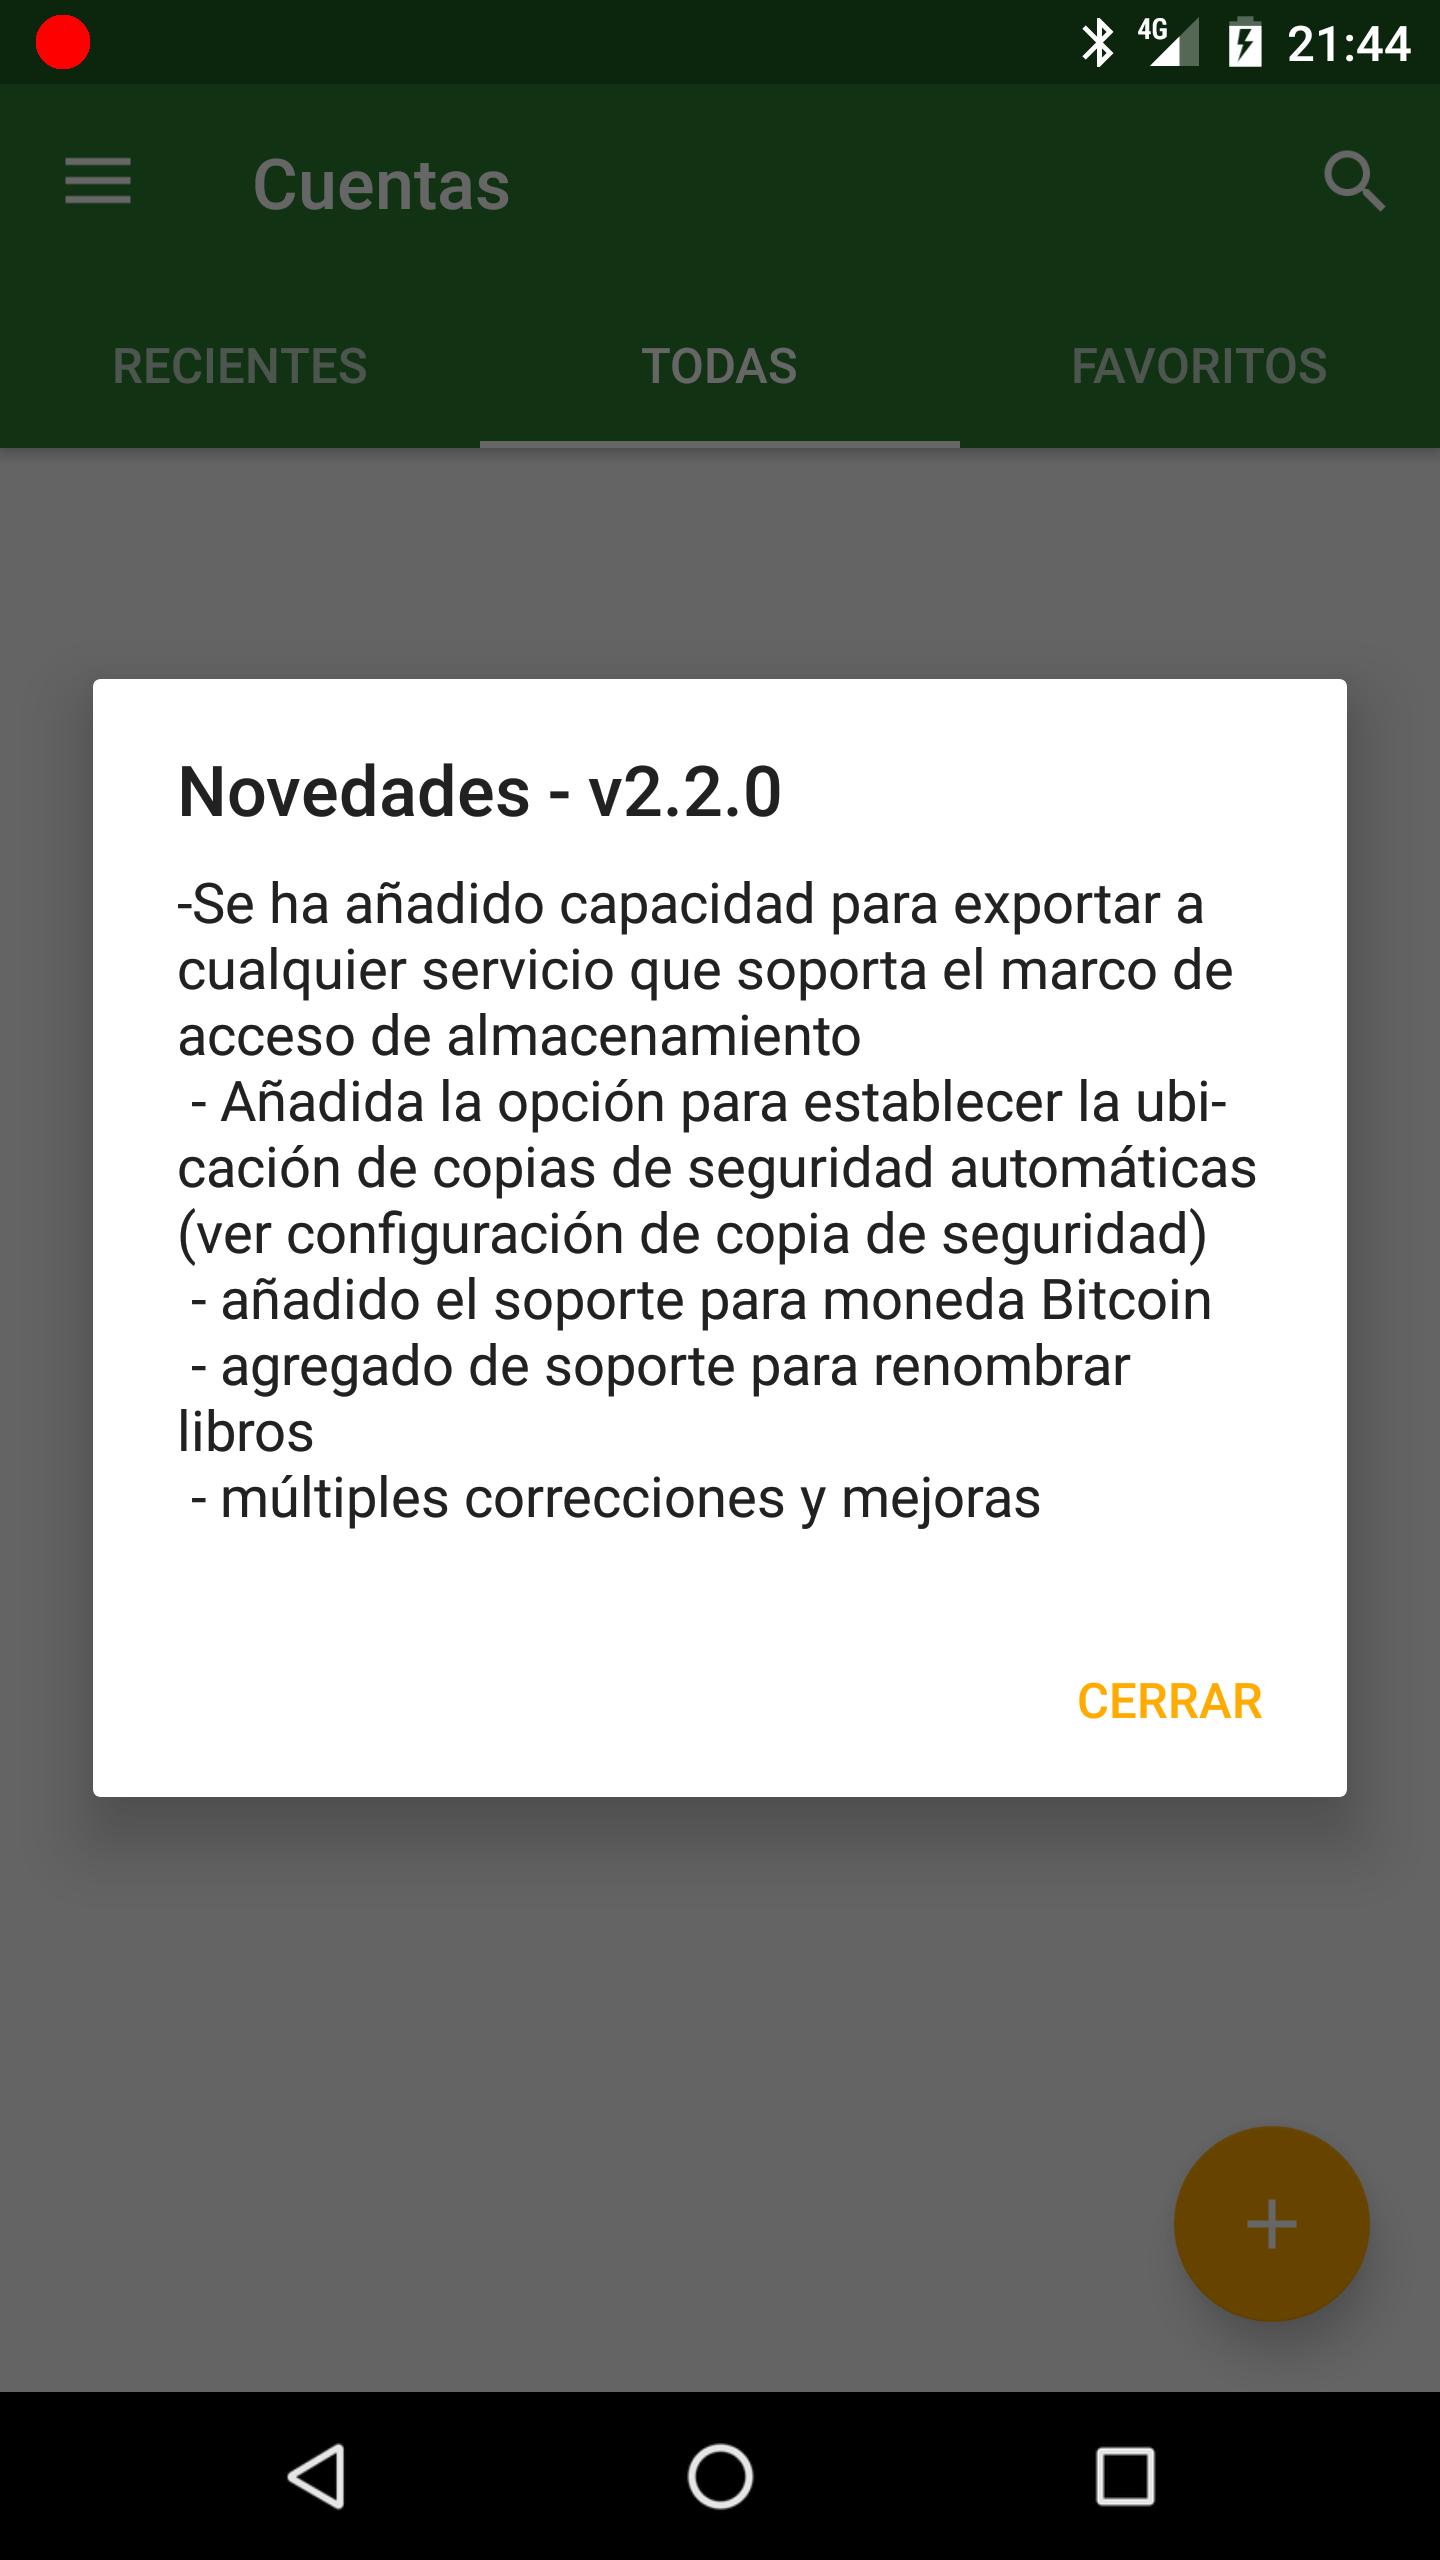 4G 21:44
Cuentas
RECIENTES TODAS FAVORITOS
Novedades - v2.2.0
-Se ha añadido capacidad para exportar a
cualquier servicio que soporta el marco de
acceso de almacenamiento
- Añadida la opción para establecer la ubi-
cación de copias de seguridad automáticas
(ver configuración de copia de seguridad)
- añadido el soporte para moneda Bitcoin
- agregado de soporte para renombrar
libros
- múltiples correcciones y mejoras
CERRAR